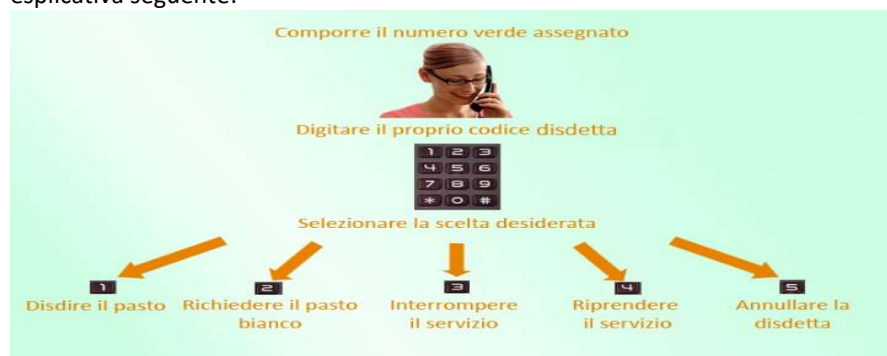 esplicativa seguente:
Comporre il numero verde assegnato
Digitare il proprio codice disdetta
1 2 3
4 5 6
7 8 9
* 0 #
Selezionare la scelta desiderata
1 2 3 4 5
Disdire il pasto Richiedere il pasto bianco Interrompere il servizio Riprendere il servizio Annullare la disdetta